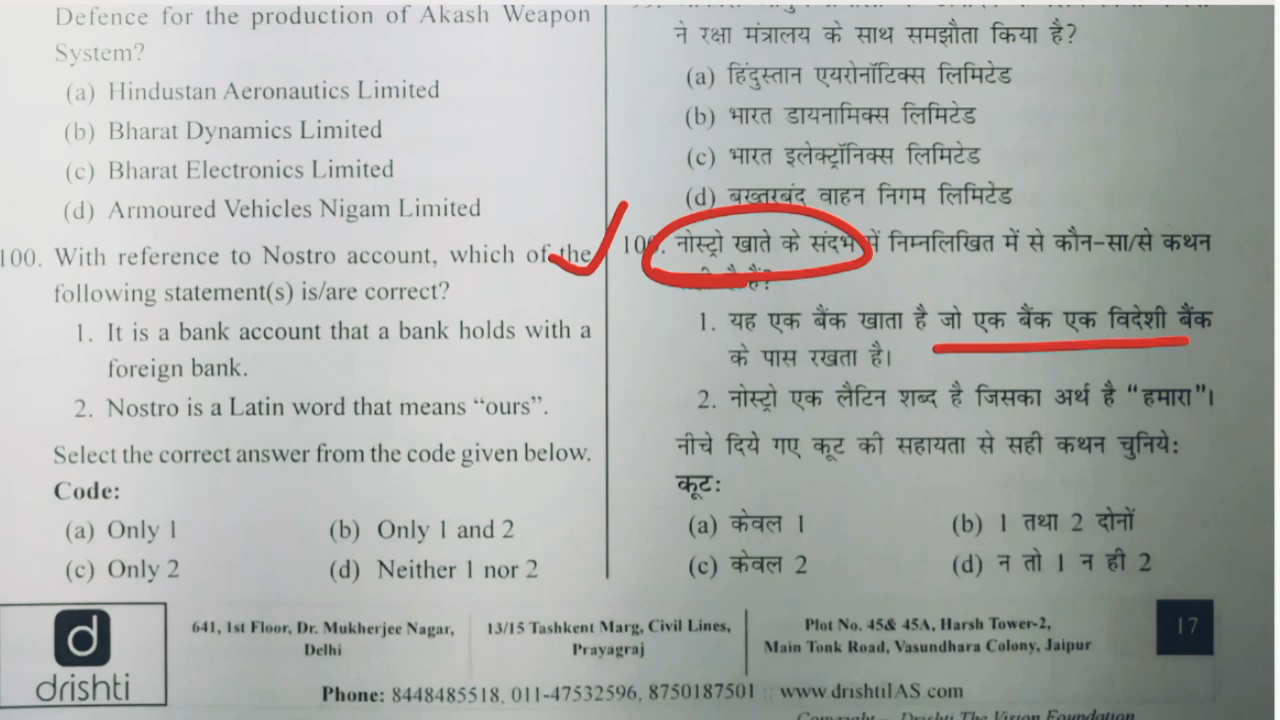 Defence for the production of Akash Weapon
System?
(a) Hindustan Aeronautics Limited
(b) Bharat Dynamics Limited
(c) Bharat Electronics Limited
(d) Armoured Vehicles Nigam Limited
100. With reference to Nostro account, which of the
following statement(s) is/are correct?
1. It is a bank account that a bank holds with a
foreign bank.
2. Nostro is a Latin word that means “ours”.
Select the correct answer from the code given below.
Code:
(a) Only 1 (b) Only 1 and 2
(c) Only 2 (d) Neither 1 nor 2
ने रक्षा मंत्रालय के साथ समझौता किया है?
(a) हिंदुस्तान एयरोनॉटिक्स लिमिटेड
(b) भारत डायनामिक्स लिमिटेड
(c) भारत इलेक्ट्रॉनिक्स लिमिटेड
(d) बख्तरबंद वाहन निगम लिमिटेड
नोस्ट्रो खाते के संदर्भ में निम्नलिखित में से कौन-सा/से कथन
1. यह एक बैंक खाता है जो एक बैंक एक विदेशी बैंक
के पास रखता है।
2. नोस्ट्रो एक लैटिन शब्द है जिसका अर्थ है “हमारा”।
नीचे दिये गए कूट की सहायता से सही कथन चुनिये:
कूट:
(a) केवल 1 (b) 1 तथा 2 दोनों
(c) केवल 2 (d) न तो 1 न ही 2
drishti
641, 1st Floor, Dr. Mukherjee Nagar,
Delhi
13/15 Tashkent Marg, Civil Lines,
Prayagraj
Plot No. 45& 45A, Harsh Tower-2,
Main Tonk Road, Vasundhara Colony, Jaipur
17
Phone: 8448485518, 011-47532596, 8750187501 :: www.drishtiIAS.com
Copyright – Drishti The Vision Foundation